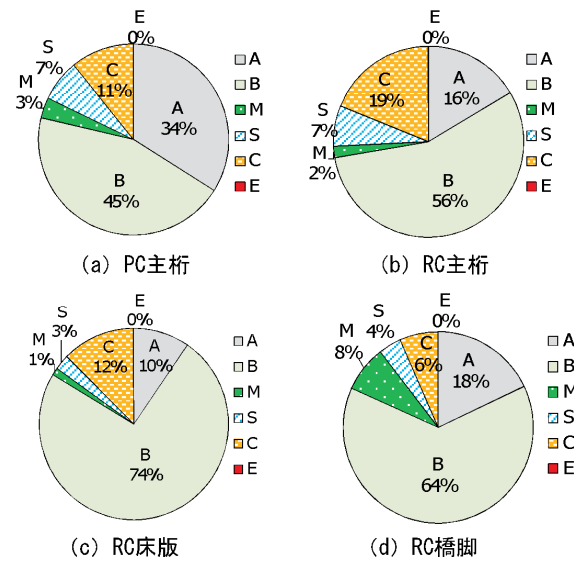 E
0%
S
7%
M
3%
C
11%
A
34%
B
45%
A
B
M
S
C
E
(a) PC主桁
E
0%
C
19%
A
16%
S
7%
M
2%
B
56%
A
B
M
S
C
E
(b) RC主桁
E
0%
S
3%
M
1%
C
12%
A
10%
B
74%
A
B
M
S
C
E
(c) RC床版
E
0%
S
4%
M
8%
C
6%
A
18%
B
64%
A
B
M
S
C
E
(d) RC橋脚